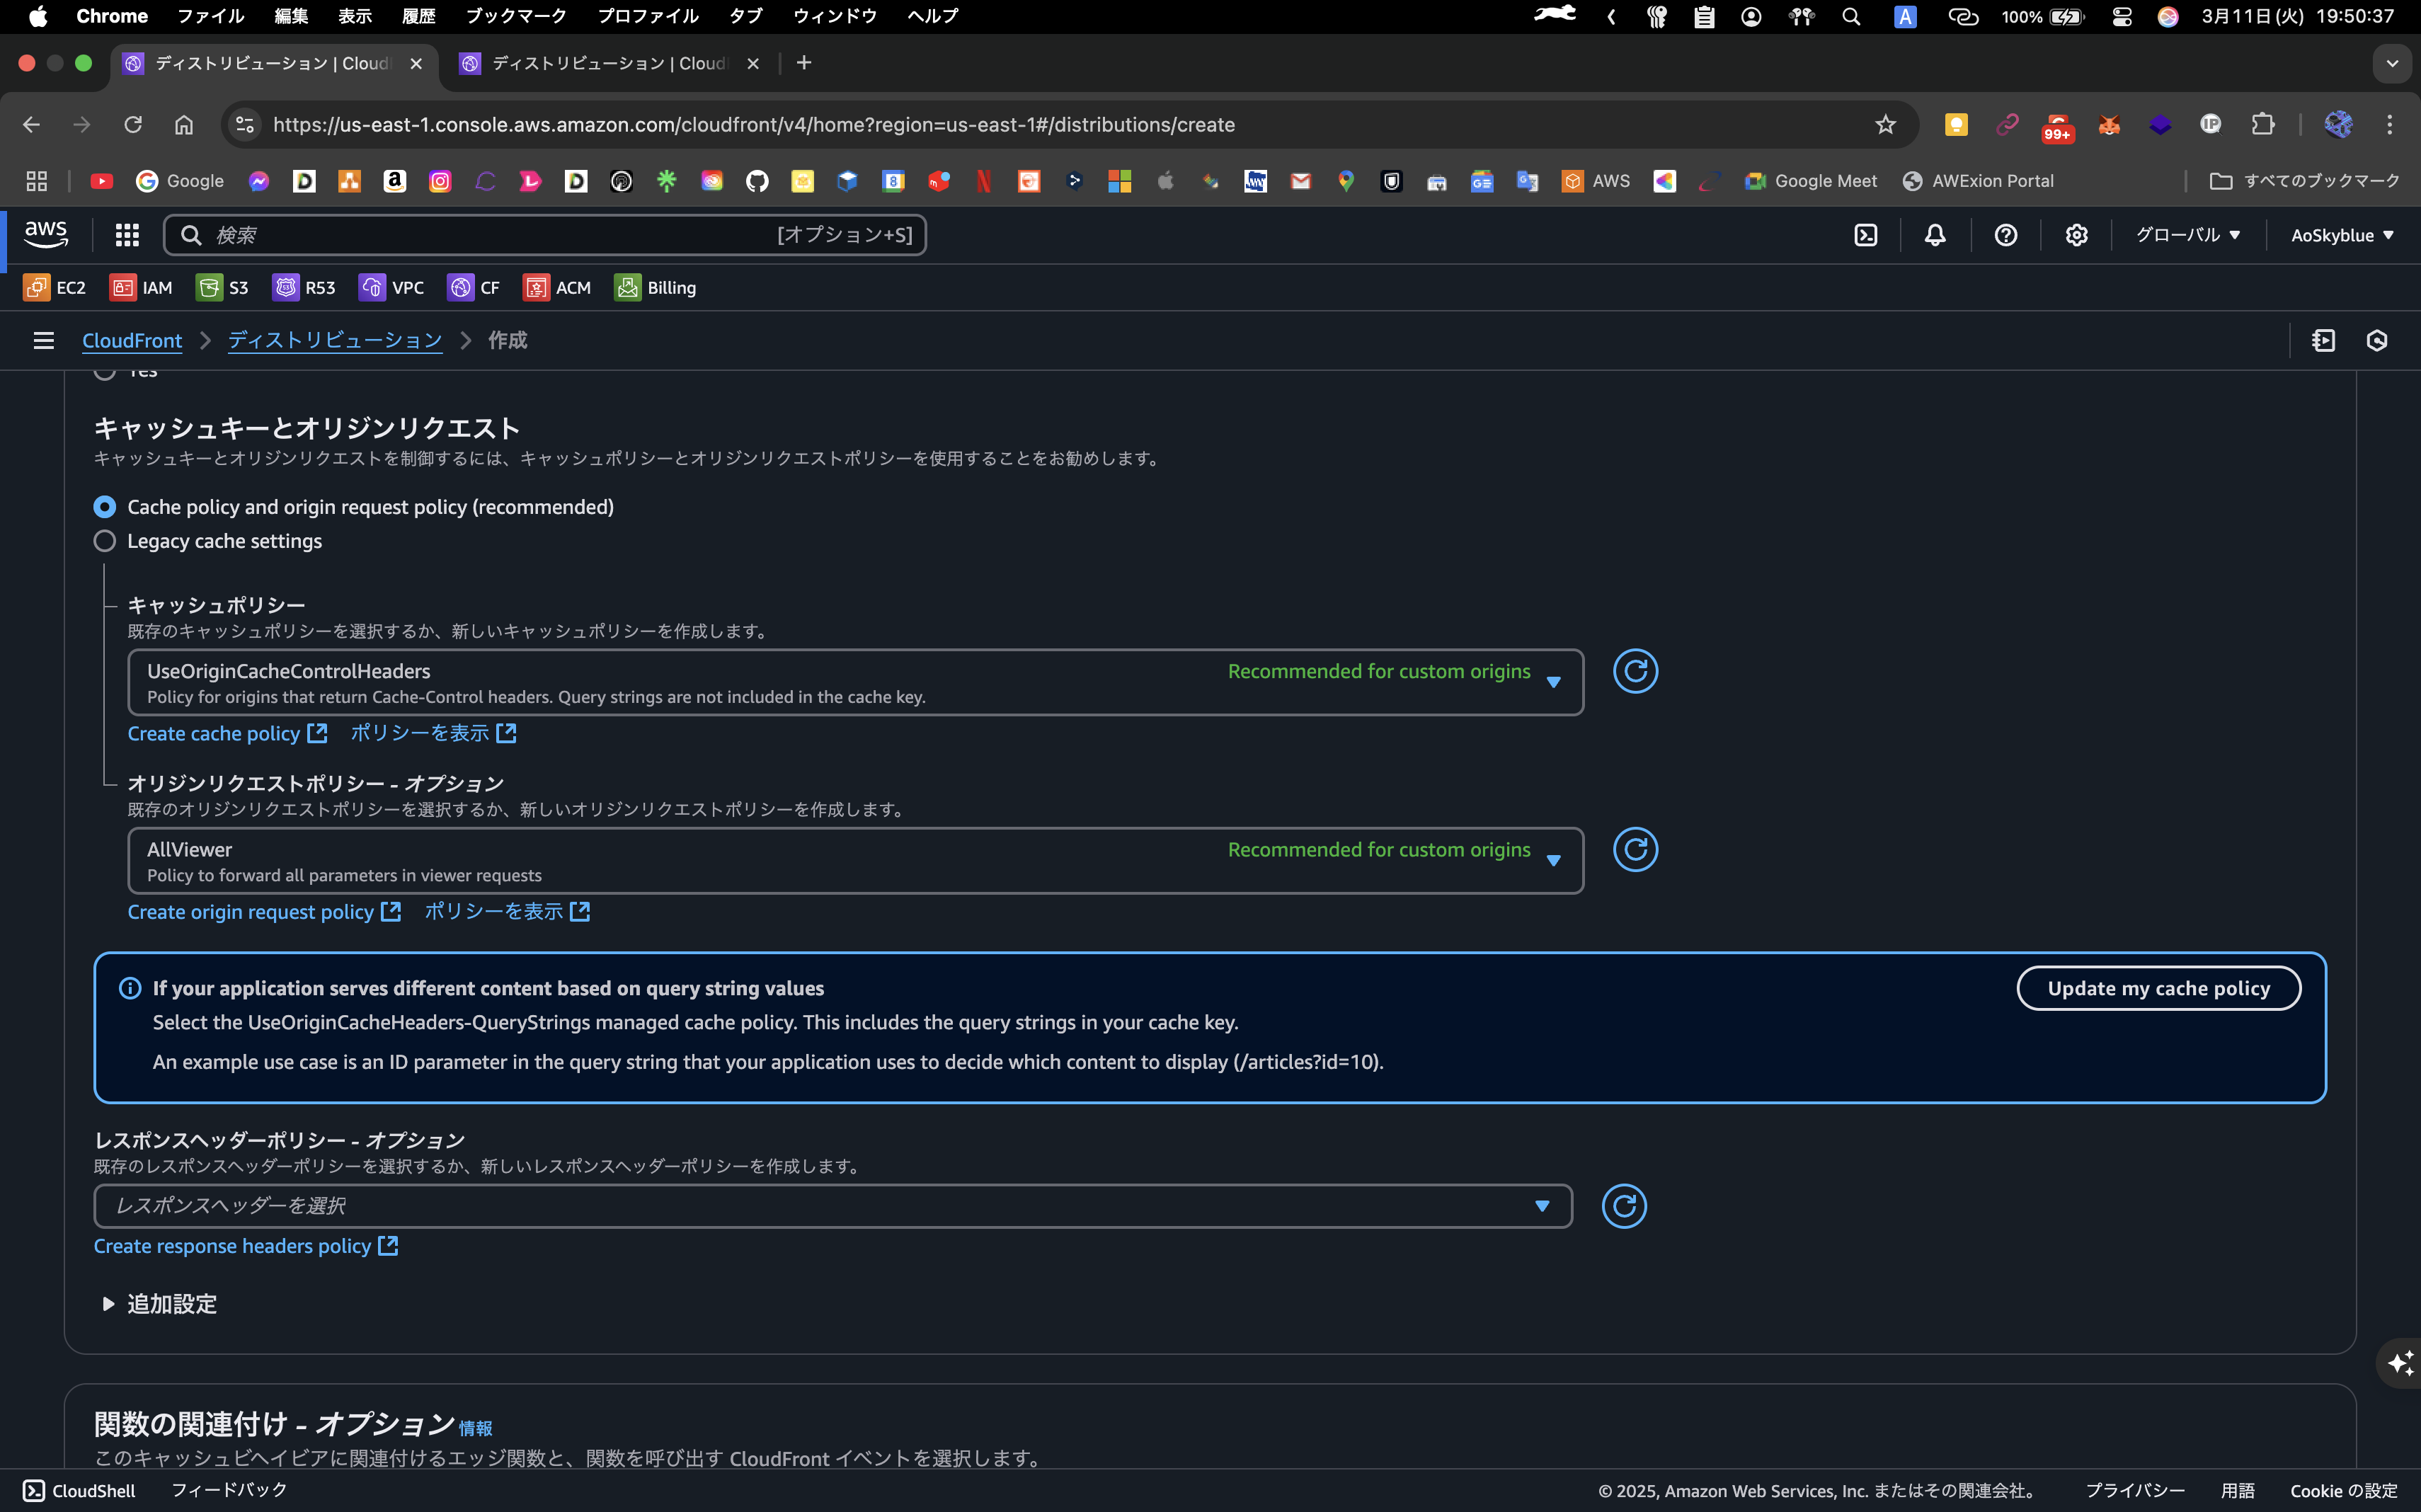 Chrome ファイル 編集 表示 履歴 ブックマーク プロファイル タブ ウィンドウ ヘルプ A 100% 3月11日(火) 19:50:37
ディストリビューション | Cloud ディストリビューション | Cloud
https://us-east-1.console.aws.amazon.com/cloudfront/v4/home?region=us-east-1#/distributions/create 99+ IP
Google AWS Google Meet AWExion Portal すべてのブックマーク
aws 検索 [オプション+S] グローバル AoSkyblue
EC2 IAM S3 R53 VPC CF ACM Billing
CloudFront ディストリビューション 作成
Yes
キャッシュキーとオリジンリクエスト
キャッシュキーとオリジンリクエストを制御するには、キャッシュポリシーとオリジンリクエストポリシーを使用することをお勧めします。
Cache policy and origin request policy (recommended)
Legacy cache settings
キャッシュポリシー
既存のキャッシュポリシーを選択するか、新しいキャッシュポリシーを作成します。
UseOriginCacheControlHeaders Recommended for custom origins
Policy for origins that return Cache-Control headers. Query strings are not included in the cache key.
Create cache policy ポリシーを表示
オリジンリクエストポリシー - オプション
既存のオリジンリクエストポリシーを選択するか、新しいオリジンリクエストポリシーを作成します。
AllViewer Recommended for custom origins
Policy to forward all parameters in viewer requests
Create origin request policy ポリシーを表示
If your application serves different content based on query string values Update my cache policy
Select the UseOriginCacheHeaders-QueryStrings managed cache policy. This includes the query strings in your cache key.
An example use case is an ID parameter in the query string that your application uses to decide which content to display (/articles?id=10).
レスポンスヘッダーポリシー - オプション
既存のレスポンスヘッダーポリシーを選択するか、新しいレスポンスヘッダーポリシーを作成します。
レスポンスヘッダーを選択
Create response headers policy
追加設定
関数の関連付け - オプション 情報
このキャッシュビヘイビアに関連付けるエッジ関数と、関数を呼び出す CloudFront イベントを選択します。
CloudShell フィードバック © 2025, Amazon Web Services, Inc. またはその関連会社。 プライバシー 用語 Cookie の設定